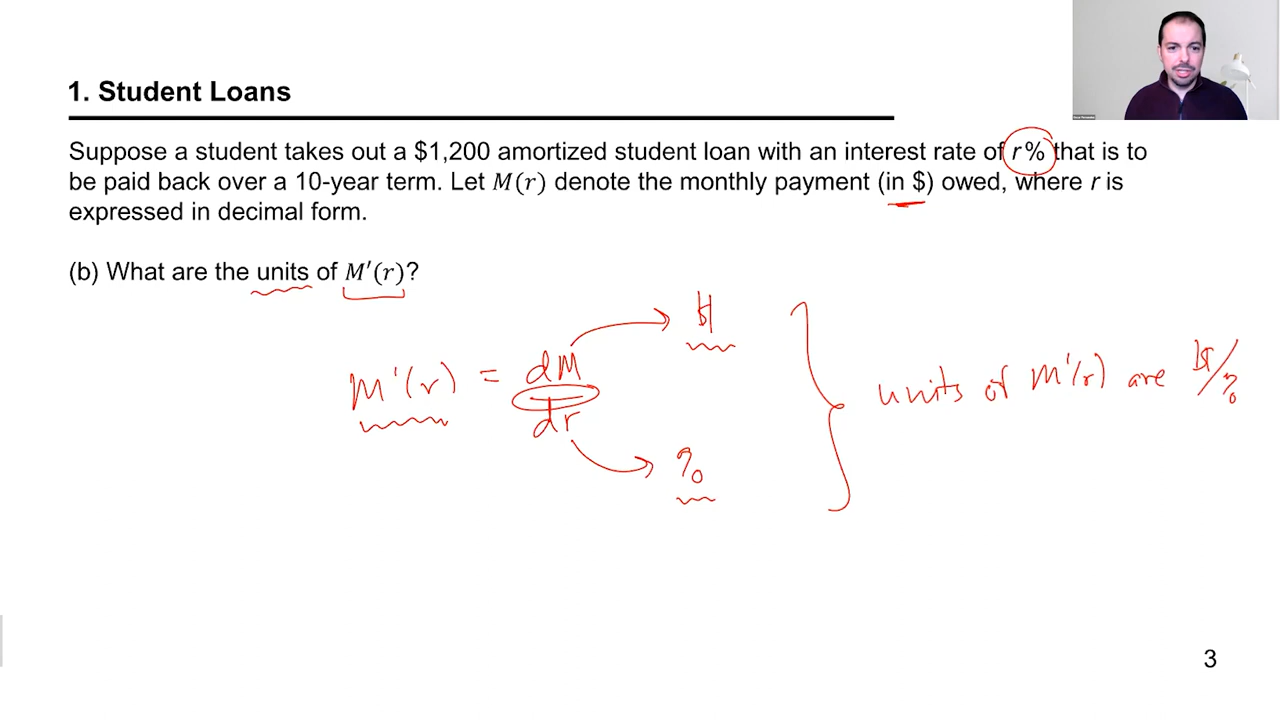 1. Student Loans
Suppose a student takes out a $1,200 amortized student loan with an interest rate of r% that is to
be paid back over a 10-year term. Let M(r) denote the monthly payment (in $) owed, where r is
expressed in decimal form.
(b) What are the units of M′(r)?
$
M'(r) = dM/dr
units of M'(r) are $/%
%
3